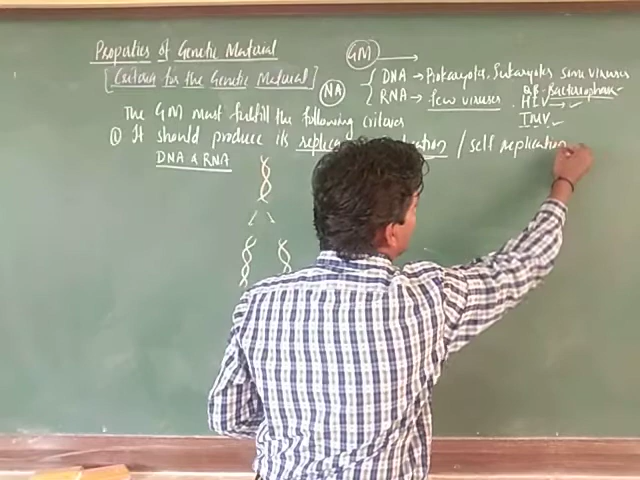 Properties of Genetic Material
[Criteria for the Genetic Material]
GM →
DNA → Prokaryotes, Eukaryotes, Some viruses
NA
RNA → few viruses.
Qβ - Bacteriophage
HIV
TMV
The GM must fulfill the following criteria
① It should produce its / self replication
DNA & RNA